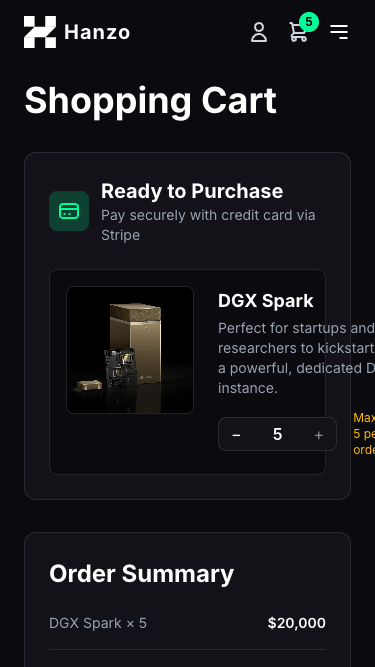 Hanzo
5
Shopping Cart
Ready to Purchase
Pay securely with credit card via
Stripe
DGX Spark
Perfect for startups and
researchers to kickstart
a powerful, dedicated D
instance.
− 5 +
Max
5 pe
orde
Order Summary
DGX Spark × 5 $20,000